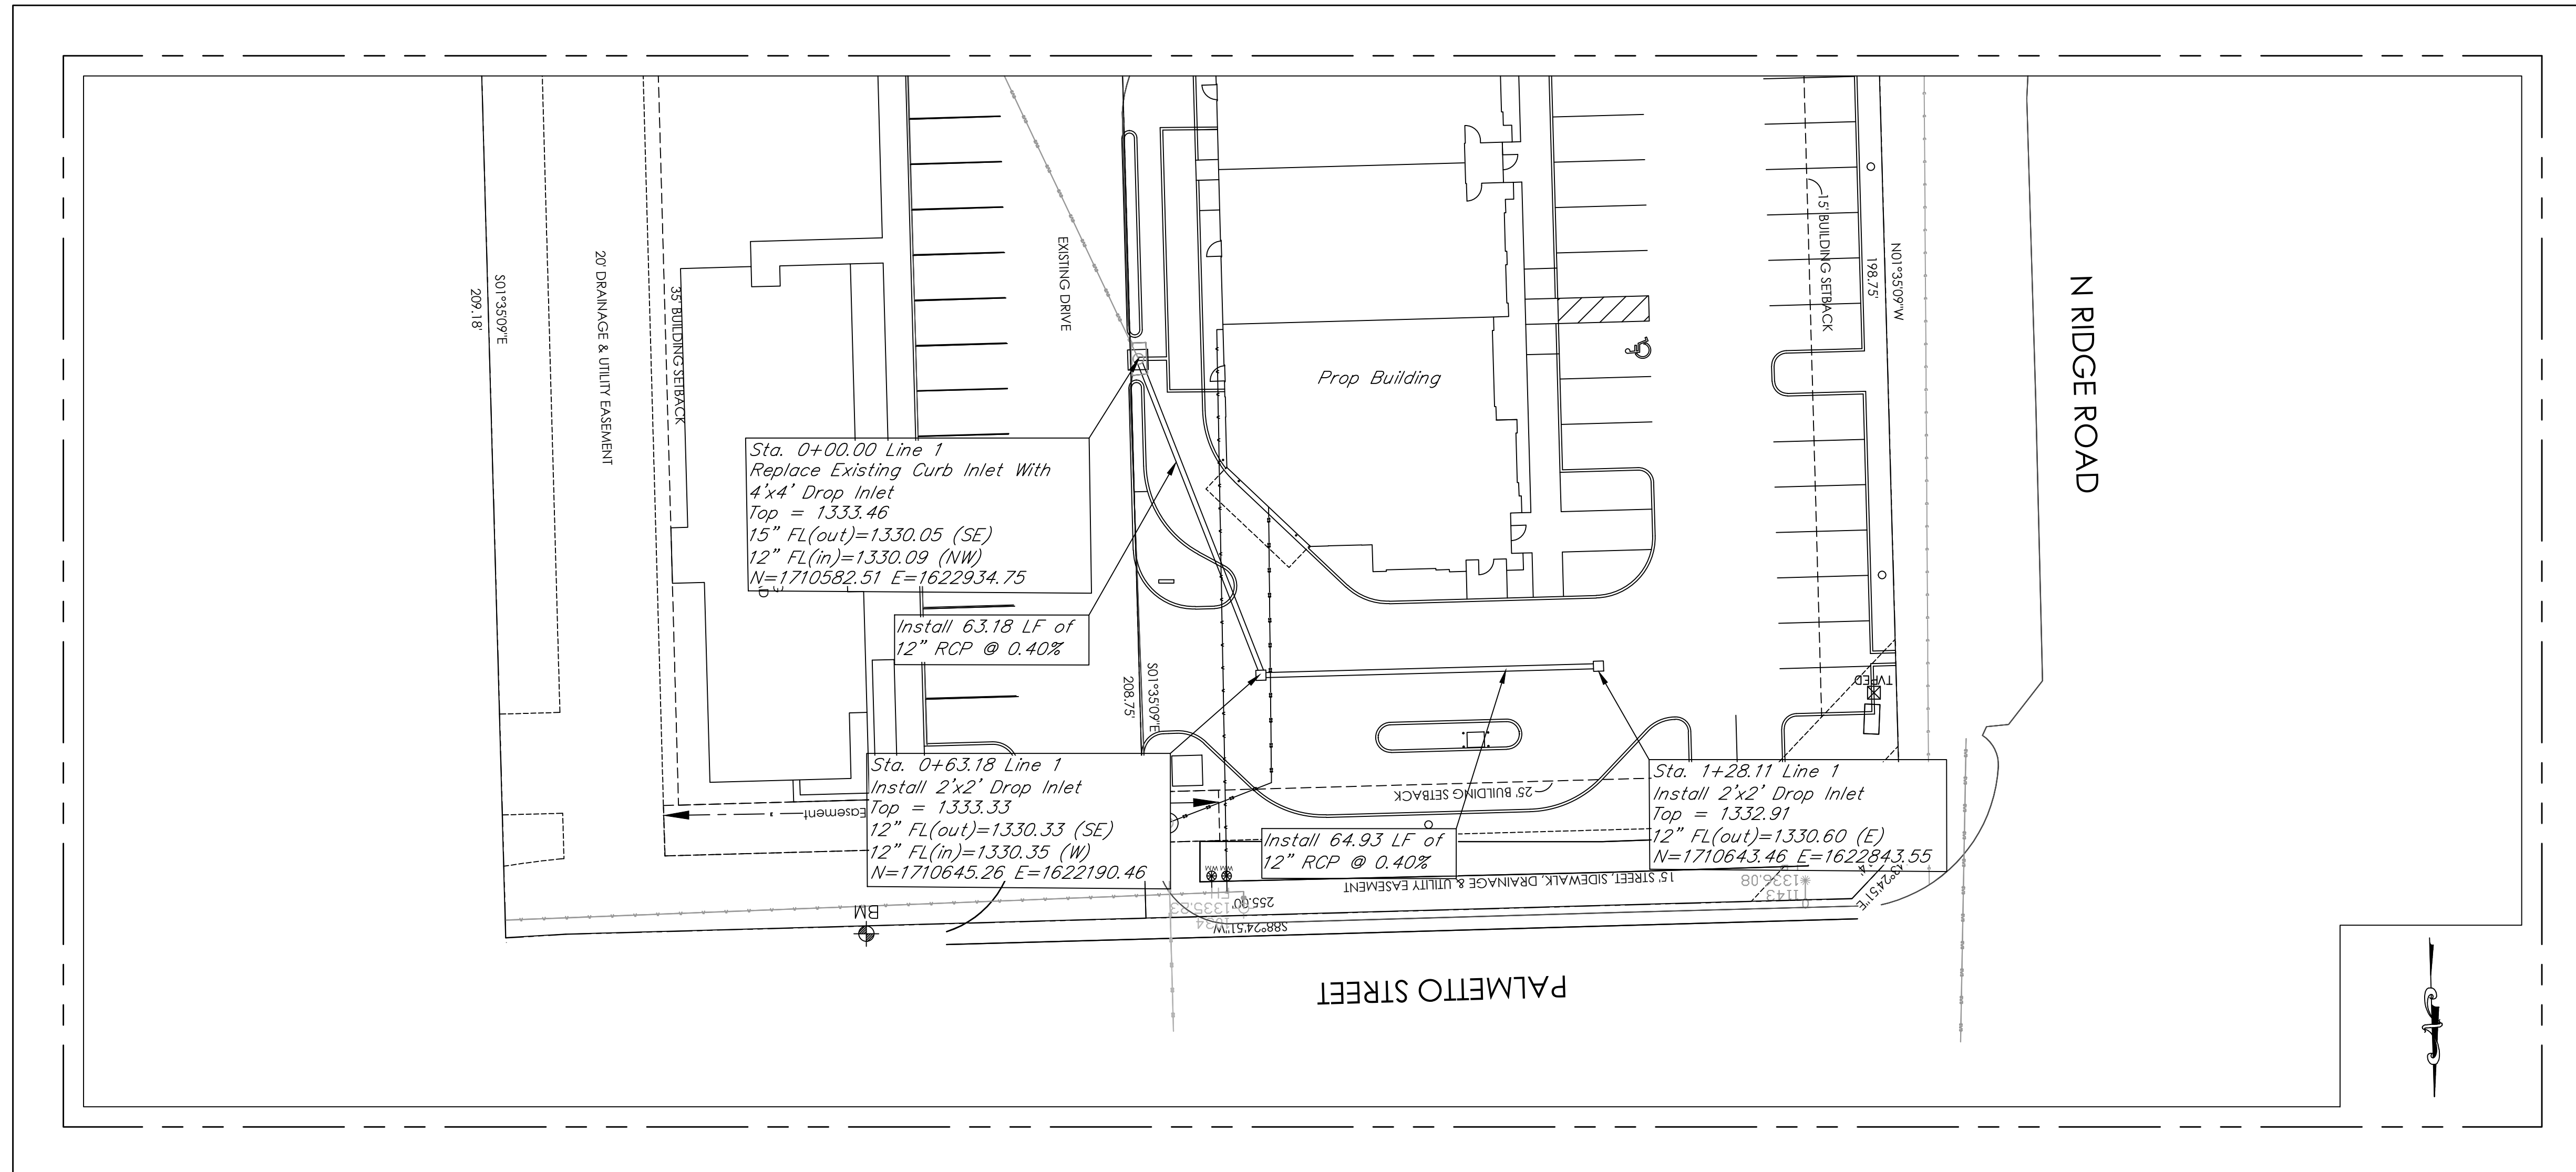 S01°35'09"E
209.18'
20' DRAINAGE & UTILITY EASEMENT
35' BUILDING SETBACK
EXISTING DRIVE
Prop Building
15' BUILDING SETBACK
198.75'
N01°35'09"W
N RIDGE ROAD
Sta. 0+00.00 Line 1
Replace Existing Curb Inlet With
4'x4' Drop Inlet
Top = 1333.46
15" FL(out)=1330.05 (SE)
12" FL(in)=1330.09 (NW)
N=1710582.51 E=1622934.75
Install 63.18 LF of
12" RCP @ 0.40%
S01°35'09"E
208.75'
TVPED
Sta. 0+63.18 Line 1
Install 2'x2' Drop Inlet
Top = 1333.33
12" FL(out)=1330.33 (SE)
12" FL(in)=1330.35 (W)
N=1710645.26 E=1622190.46
Easement
25' BUILDING SETBACK
Install 64.93 LF of
12" RCP @ 0.40%
Sta. 1+28.11 Line 1
Install 2'x2' Drop Inlet
Top = 1332.91
12" FL(out)=1330.60 (E)
N=1710643.46 E=1622843.55
WM WM
15' STREET, SIDEWALK, DRAINAGE & UTILITY EASEMENT
1143
1336.08
255.00'
S88°24'51"W
BM
PALMETTO STREET